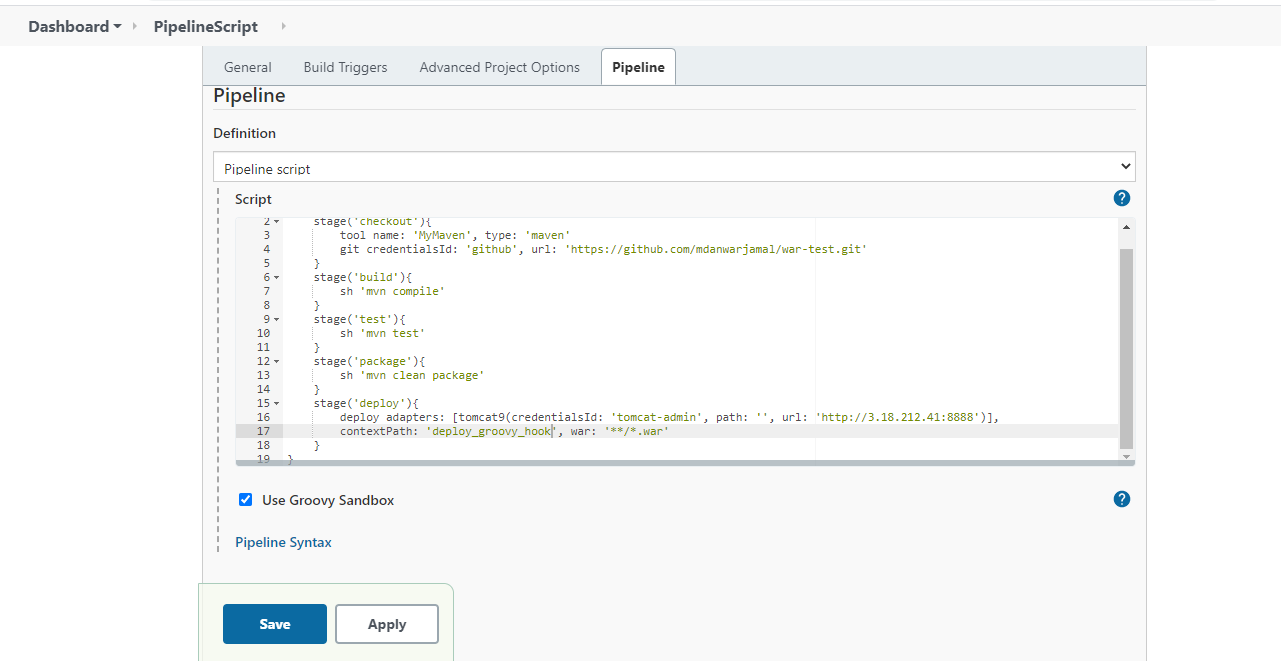 Dashboard PipelineScript
General Build Triggers Advanced Project Options Pipeline
Pipeline
Definition
Pipeline script
Script ?
2 stage('checkout'){
3 tool name: 'MyMaven', type: 'maven'
4 git credentialsId: 'github', url: 'https://github.com/mdanwarjamal/war-test.git'
5 }
6 stage('build'){
7 sh 'mvn compile'
8 }
9 stage('test'){
10 sh 'mvn test'
11 }
12 stage('package'){
13 sh 'mvn clean package'
14 }
15 stage('deploy'){
16 deploy adapters: [tomcat9(credentialsId: 'tomcat-admin', path: '', url: 'http://3.18.212.41:8888')],
17 contextPath: 'deploy_groovy_hook', war: '**/*.war'
18 }
19 }
Use Groovy Sandbox ?
Pipeline Syntax
Save Apply